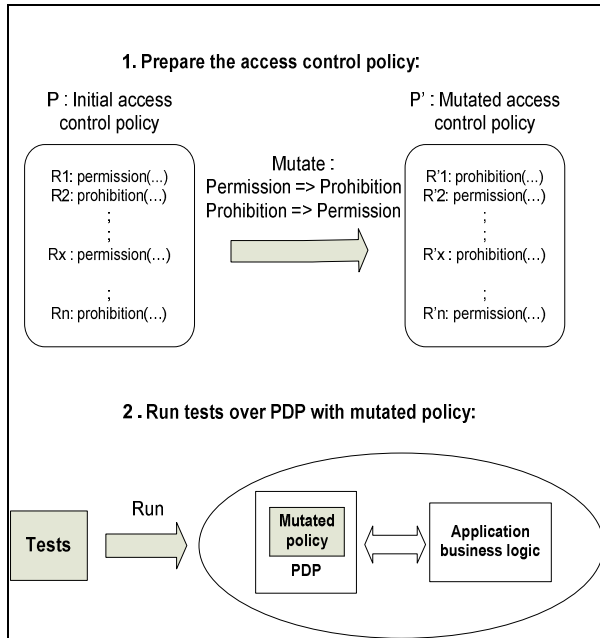 1. Prepare the access control policy:
P : Initial access
control policy
R1: permission(...)
R2: prohibition(...)
;
;
Rx : permission(...)
;
Rn: prohibition(...)
Mutate :
Permission => Prohibition
Prohibition => Permission
P' : Mutated access
control policy
R'1: prohibition(...)
R'2: permission(...)
;
;
R'x : prohibition(...)
;
R'n: permission(...)
2 . Run tests over PDP with mutated policy:
Tests
Run
Mutated
policy
PDP
Application
business logic